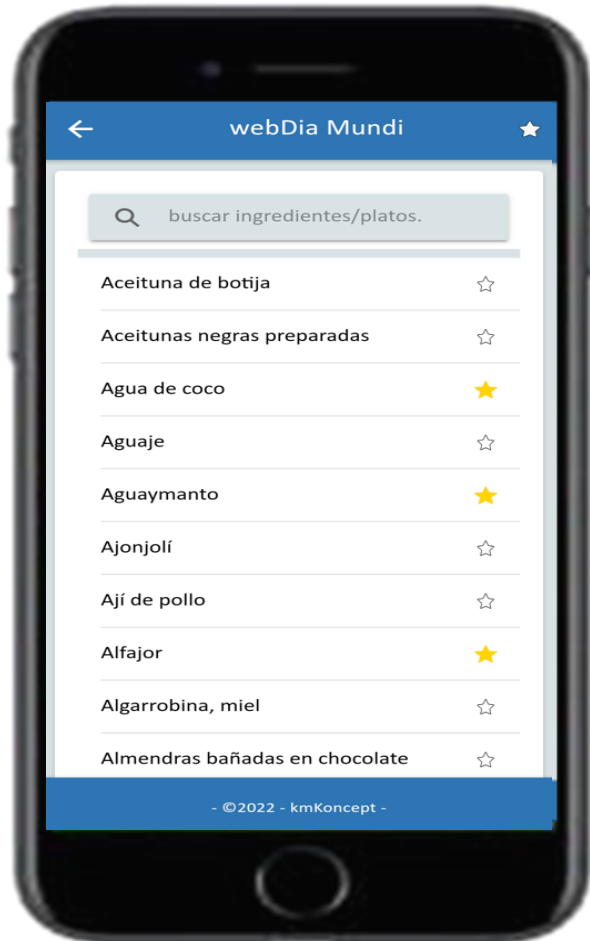 webDia Mundi
buscar ingredientes/platos.
Aceituna de botija
Aceitunas negras preparadas
Agua de coco
Aguaje
Aguaymanto
Ajonjolí
Ají de pollo
Alfajor
Algarrobina, miel
Almendras bañadas en chocolate
- ©2022 - kmKoncept -